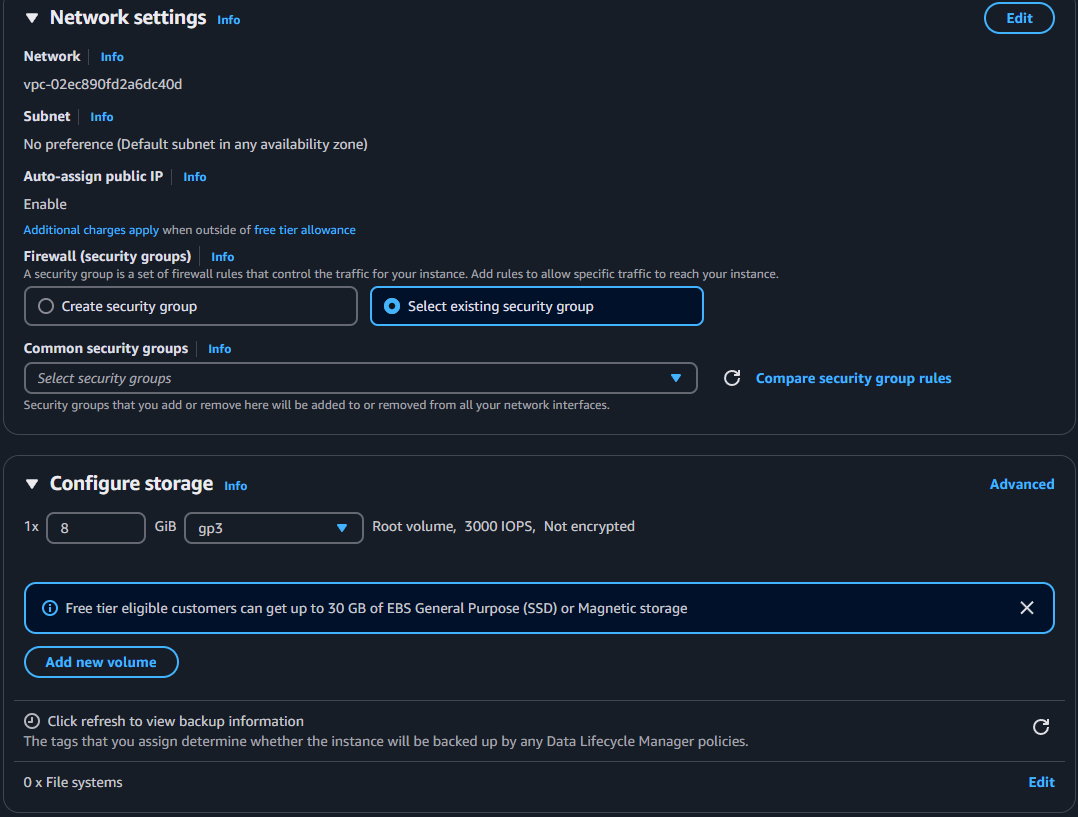 Network settings Info Edit
Network Info
vpc-02ec890fd2a6dc40d
Subnet Info
No preference (Default subnet in any availability zone)
Auto-assign public IP Info
Enable
Additional charges apply when outside of free tier allowance
Firewall (security groups) Info
A security group is a set of firewall rules that control the traffic for your instance. Add rules to allow specific traffic to reach your instance.
Create security group Select existing security group
Common security groups Info
Select security groups Compare security group rules
Security groups that you add or remove here will be added to or removed from all your network interfaces.
Configure storage Info Advanced
1x 8 GiB gp3 Root volume, 3000 IOPS, Not encrypted
Free tier eligible customers can get up to 30 GB of EBS General Purpose (SSD) or Magnetic storage
Add new volume
Click refresh to view backup information
The tags that you assign determine whether the instance will be backed up by any Data Lifecycle Manager policies.
0 x File systems Edit